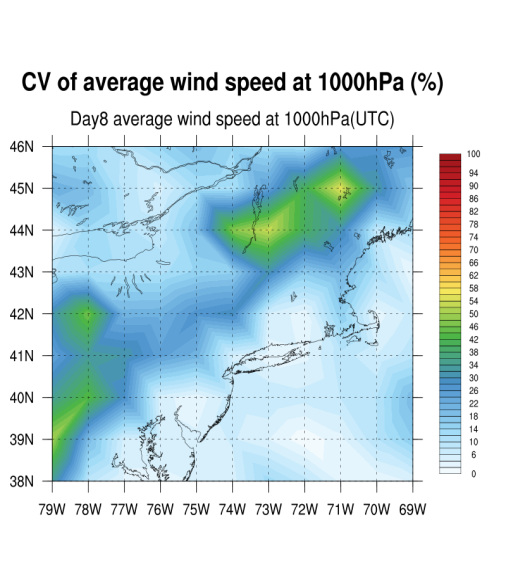 CV of average wind speed at 1000hPa (%)
Day8 average wind speed at 1000hPa(UTC)
46N
45N
44N
43N
42N
41N
40N
39N
38N
79W 78W 77W 76W 75W 74W 73W 72W 71W 70W 69W
100
94
90
86
82
78
74
70
66
62
58
54
50
46
42
38
34
30
26
22
18
14
10
6
0